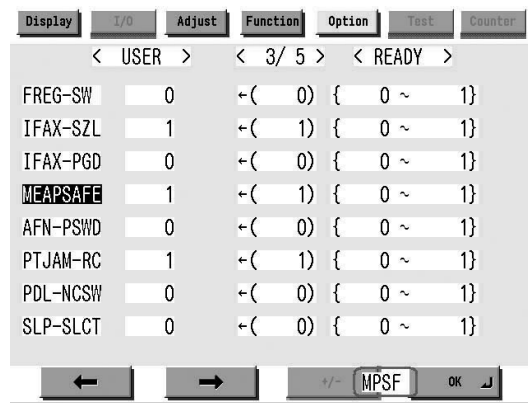 Display I/O Adjust Function Option Test Counter
< USER > < 3/ 5 > < READY >
FREG-SW 0 ←( 0) { 0 ~ 1}
IFAX-SZL 1 ←( 1) { 0 ~ 1}
IFAX-PGD 0 ←( 0) { 0 ~ 1}
MEAPSAFE 1 ←( 1) { 0 ~ 1}
AFN-PSWD 0 ←( 0) { 0 ~ 1}
PTJAM-RC 1 ←( 1) { 0 ~ 1}
PDL-NCSW 0 ←( 0) { 0 ~ 1}
SLP-SLCT 0 ←( 0) { 0 ~ 1}
← → +/- MPSF OK ↵